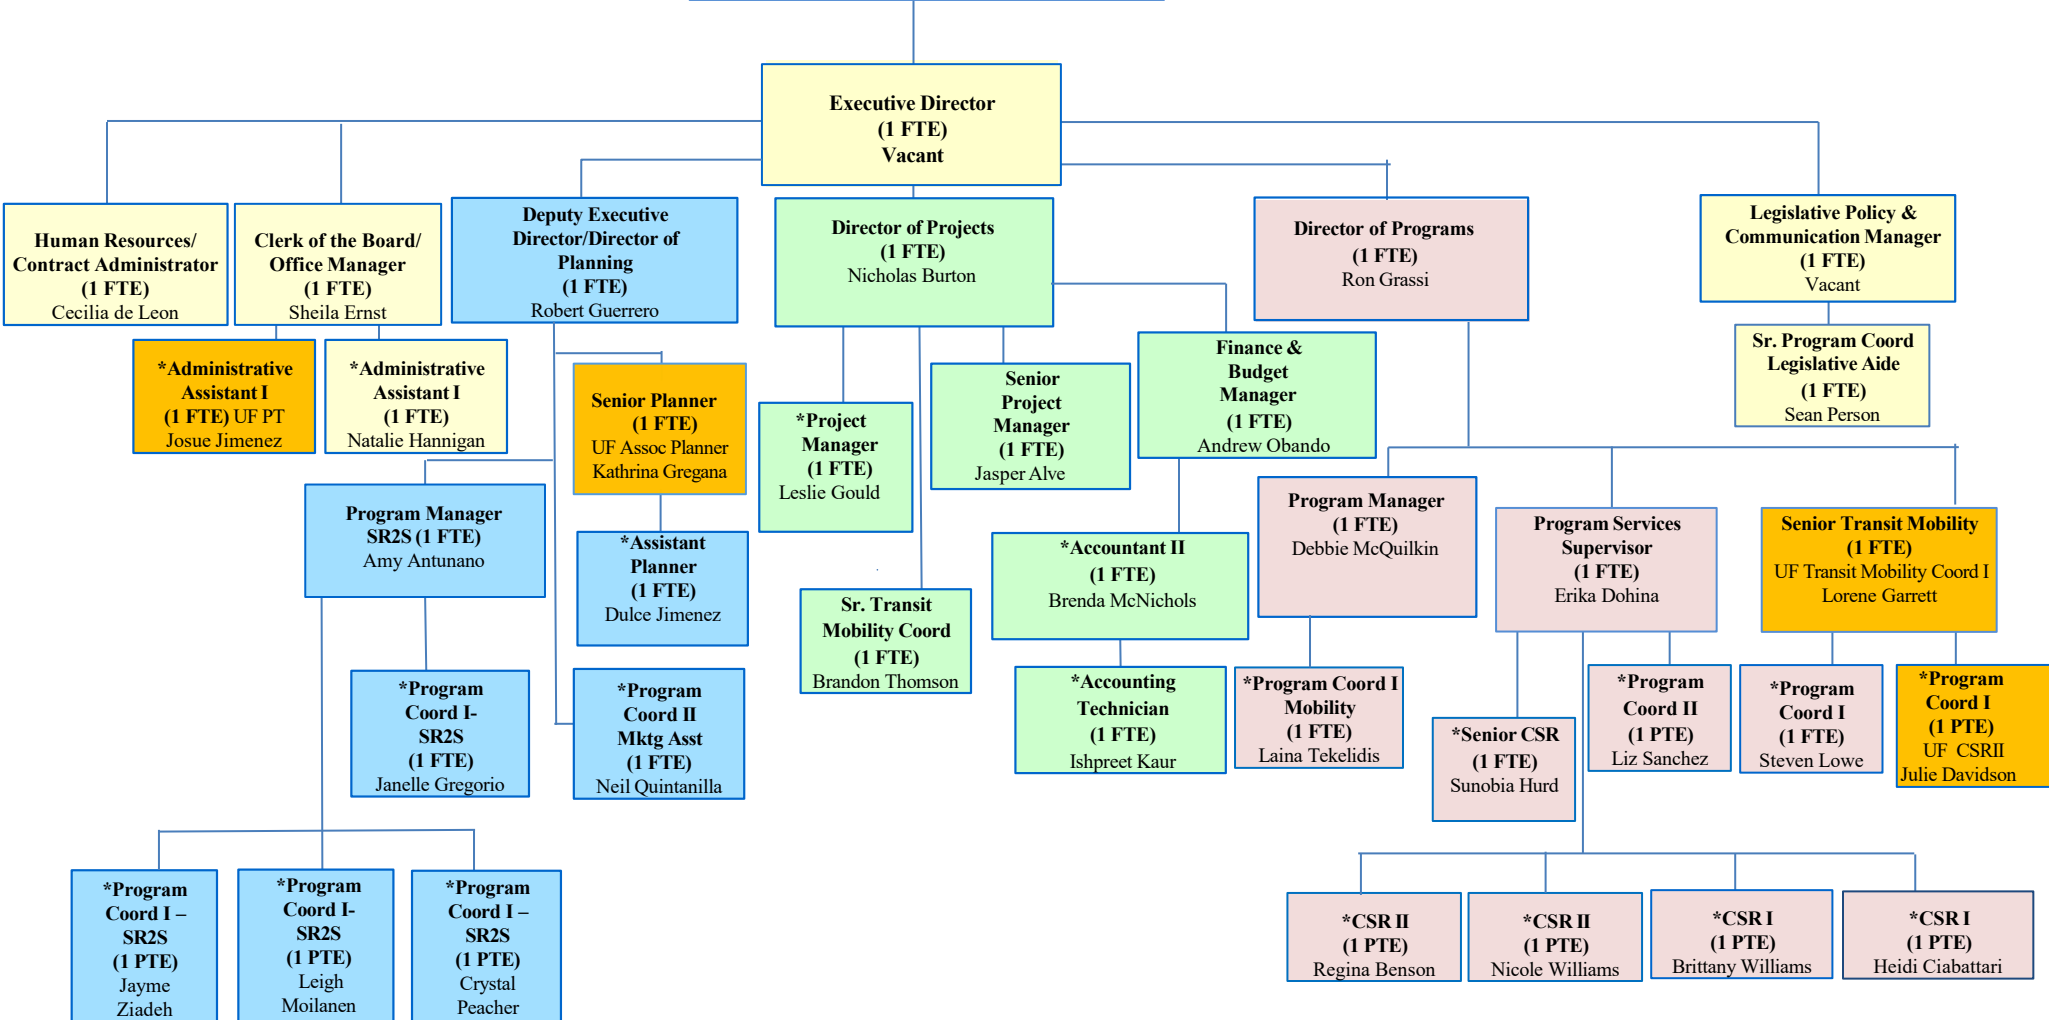 Executive Director
(1 FTE)
Vacant
Human Resources/
Contract Administrator
(1 FTE)
Cecilia de Leon
Clerk of the Board/
Office Manager
(1 FTE)
Sheila Ernst
Deputy Executive
Director/Director of
Planning
(1 FTE)
Robert Guerrero
Director of Projects
(1 FTE)
Nicholas Burton
Director of Programs
(1 FTE)
Ron Grassi
Legislative Policy &
Communication Manager
(1 FTE)
Vacant
*Administrative
Assistant I
(1 FTE) UF PT
Josue Jimenez
*Administrative
Assistant I
(1 FTE)
Natalie Hannigan
Senior Planner
(1 FTE)
UF Assoc Planner
Kathrina Gregana
*Project
Manager
(1 FTE)
Leslie Gould
Senior
Project
Manager
(1 FTE)
Jasper Alve
Finance &
Budget
Manager
(1 FTE)
Andrew Obando
Sr. Program Coord
Legislative Aide
(1 FTE)
Sean Person
Program Manager
SR2S (1 FTE)
Amy Antunano
*Assistant
Planner
(1 FTE)
Dulce Jimenez
Sr. Transit
Mobility Coord
(1 FTE)
Brandon Thomson
*Accountant II
(1 FTE)
Brenda McNichols
Program Manager
(1 FTE)
Debbie McQuilkin
Program Services
Supervisor
(1 FTE)
Erika Dohina
Senior Transit Mobility
(1 FTE)
UF Transit Mobility Coord I
Lorene Garrett
*Program
Coord I-
SR2S
(1 FTE)
Janelle Gregorio
*Program
Coord II
Mktg Asst
(1 FTE)
Neil Quintanilla
*Accounting
Technician
(1 FTE)
Ishpreet Kaur
*Program Coord I
Mobility
(1 FTE)
Laina Tekelidis
*Senior CSR
(1 FTE)
Sunobia Hurd
*Program
Coord II
(1 PTE)
Liz Sanchez
*Program
Coord I
(1 FTE)
Steven Lowe
*Program
Coord I
(1 PTE)
UF CSRII
Julie Davidson
*Program
Coord I –
SR2S
(1 PTE)
Jayme
Ziadeh
*Program
Coord I-
SR2S
(1 PTE)
Leigh
Moilanen
*Program
Coord I –
SR2S
(1 PTE)
Crystal
Peacher
*CSR II
(1 PTE)
Regina Benson
*CSR II
(1 PTE)
Nicole Williams
*CSR I
(1 PTE)
Brittany Williams
*CSR I
(1 PTE)
Heidi Ciabattari